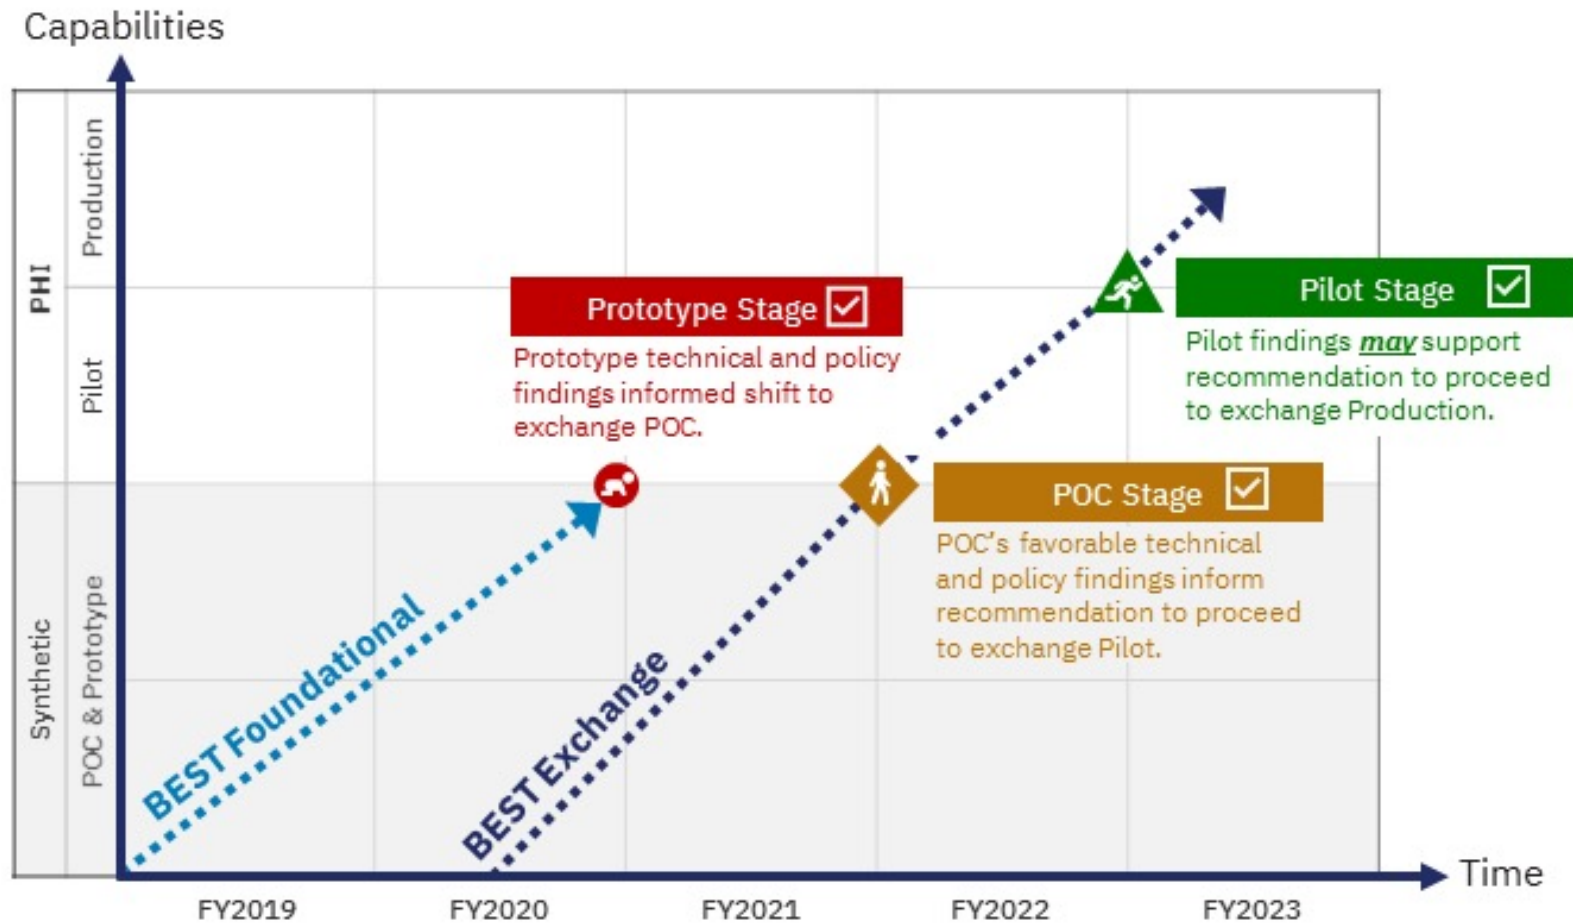 Capabilities
PHI
Production
Pilot
Synthetic
POC & Prototype
Prototype Stage
Prototype technical and policy
findings informed shift to
exchange POC.
Pilot Stage
Pilot findings may support
recommendation to proceed
to exchange Production.
POC Stage
POC's favorable technical
and policy findings inform
recommendation to proceed
to exchange Pilot.
BEST Foundational
BEST Exchange
Time
FY2019
FY2020
FY2021
FY2022
FY2023